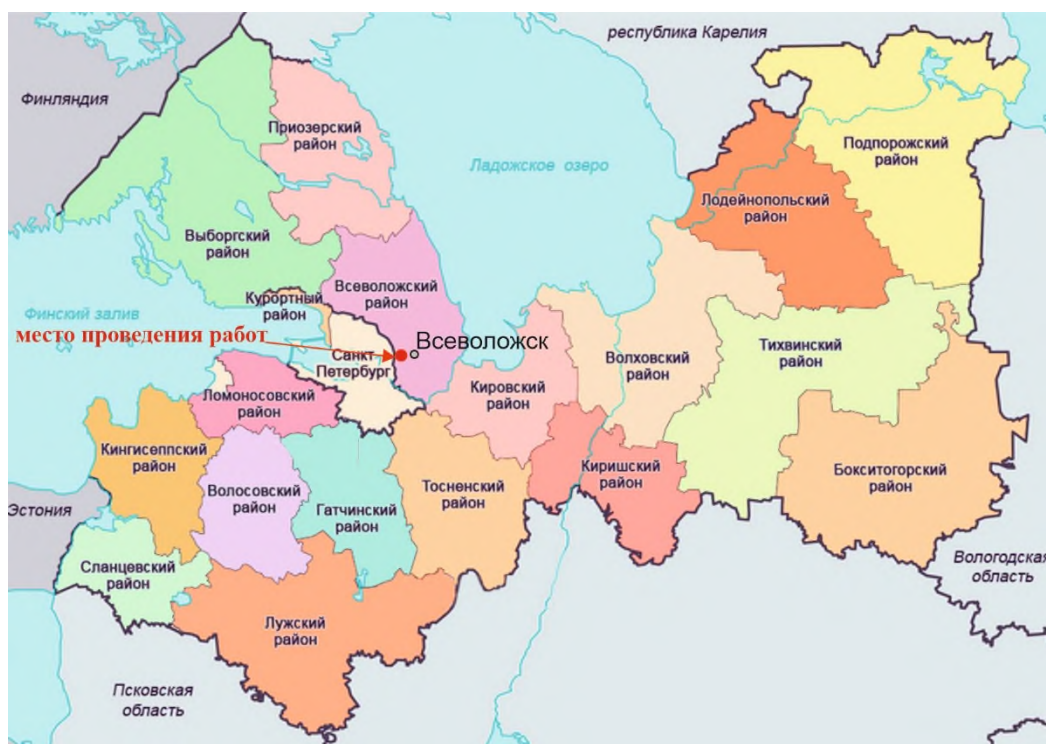 республика Карелия
Финляндия
Приозерский
район
Подпорожский
район
Ладожское озеро
Лодейнопольский
район
Выборгский
район
Всеволожский
район
Курортный
район
Финский залив
место проведения работ
Всеволожск
Санкт
Петербург
Волховский
район
Тихвинский
район
Кировский
район
Ломоносовский
район
Кингисеппский
район
Киришский
район
Бокситогорский
район
Волосовский
район
Гатчинский
район
Тосненский
район
Эстония
Сланцевский
район
Вологодская
область
Лужский
район
Псковская
область